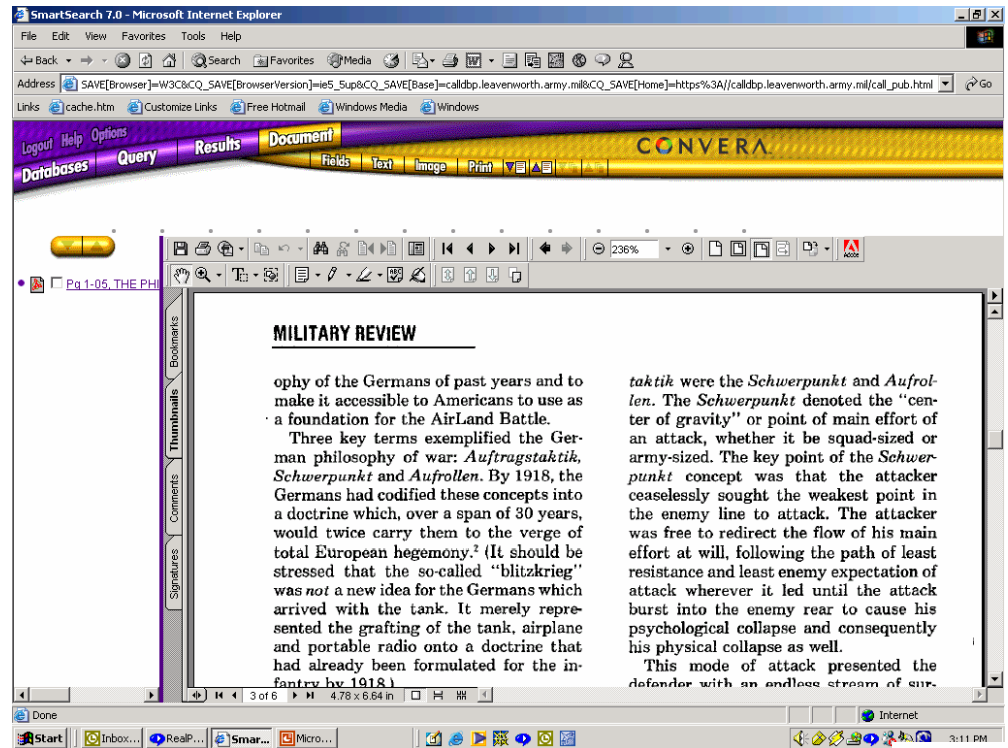 SmartSearch 7.0 - Microsoft Internet Explorer
File Edit View Favorites Tools Help
Back Search Favorites Media
Address SAVE[Browser]=W3C&CQ_SAVE[BrowserVersion]=ie5_5up&CQ_SAVE[Base]=calldbp.leavenworth.army.mil&CQ_SAVE[Home]=https%3A//calldbp.leavenworth.army.mil/call_pub.html Go
Links cache.htm Customize Links Free Hotmail Windows Media Windows
Logout Help Options
Databases Query Results Document
CONVERA
Fields Text Image Print
236%
Adobe
Pg 1-05, THE PHI
Bookmarks
Thumbnails
Comments
Signatures
MILITARY REVIEW
ophy of the Germans of past years and to
make it accessible to Americans to use as
a foundation for the AirLand Battle.
Three key terms exemplified the Ger-
man philosophy of war: Auftragstaktik,
Schwerpunkt and Aufrollen. By 1918, the
Germans had codified these concepts into
a doctrine which, over a span of 30 years,
would twice carry them to the verge of
total European hegemony.² (It should be
stressed that the so-called "blitzkrieg"
was not a new idea for the Germans which
arrived with the tank. It merely repre-
sented the grafting of the tank, airplane
and portable radio onto a doctrine that
had already been formulated for the in-
fantry by 1918.)
taktik were the Schwerpunkt and Aufrol-
len. The Schwerpunkt denoted the "cen-
ter of gravity" or point of main effort of
an attack, whether it be squad-sized or
army-sized. The key point of the Schwer-
punkt concept was that the attacker
ceaselessly sought the weakest point in
the enemy line to attack. The attacker
was free to redirect the flow of his main
effort at will, following the path of least
resistance and least enemy expectation of
attack wherever it led until the attack
burst into the enemy rear to cause his
psychological collapse and consequently
his physical collapse as well.
This mode of attack presented the
defender with an endless stream of sur-
3 of 6 4.78 x 6.64 in
Done Internet
Start Inbox... RealP... Smar... Micro... 3:11 PM